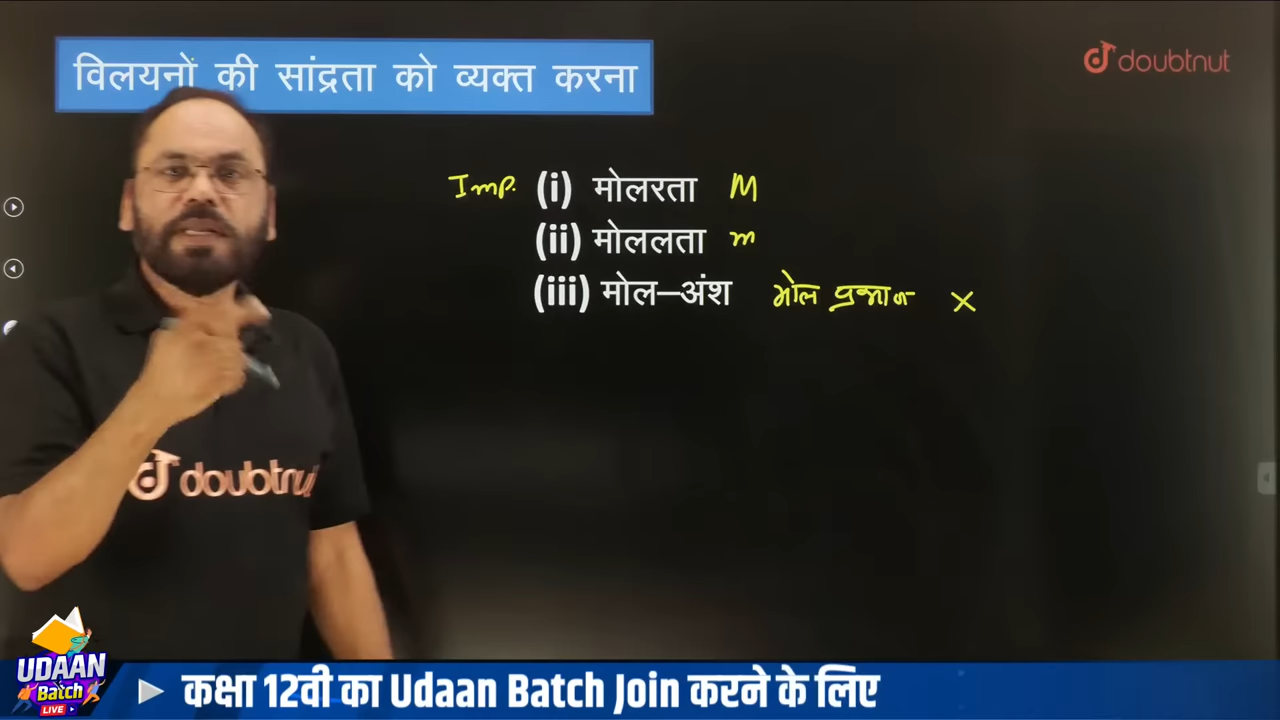 विलयनों की सांद्रता को व्यक्त करना
doubtnut
Imp. (i) मोलरता M
(ii) मोललता m
(iii) मोल–अंश मोल प्रभाज x
doubtnut
UDAAN
Batch
LIVE
कक्षा 12वी का Udaan Batch Join करने के लिए